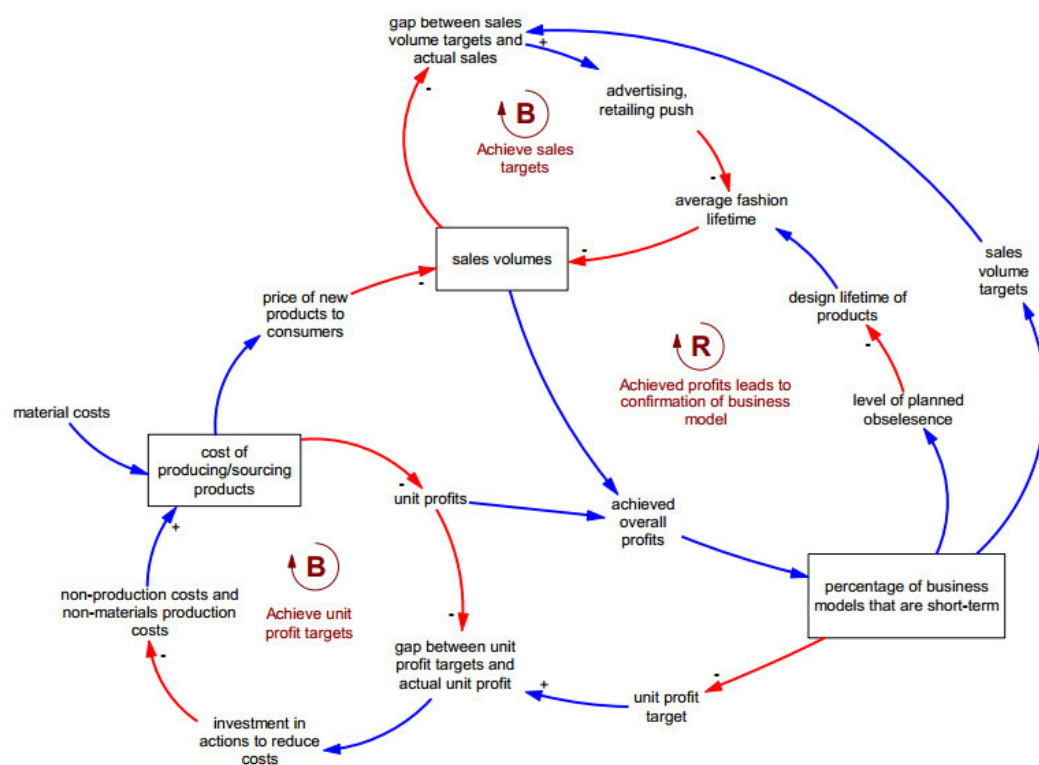 gap between sales
volume targets and
actual sales
+
-
advertising,
retailing push
B
Achieve sales
targets
-
average fashion
lifetime
-
sales volumes
-
sales
volume
targets
price of new
products to
consumers
design lifetime of
products
-
R
Achieved profits leads to
confirmation of business
model
level of planned
obselesence
material costs
cost of
producing/sourcing
products
-
unit profits
achieved
overall
profits
+
B
Achieve unit
profit targets
non-production costs and
non-materials production
costs
-
percentage of business
models that are short-term
-
gap between unit
profit targets and
actual unit profit
+
-
unit profit
target
investment in
actions to reduce
costs